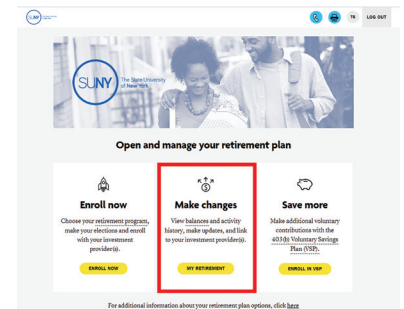 SUNY
TR LOG OUT
SUNY The State University
of New York
Open and manage your retirement plan
Enroll now
Choose your retirement program,
make your elections and enroll
with your investment
provider(s).
ENROLL NOW
Make changes
View balances and activity
history, make updates, and link
to your investment provider(s).
MY RETIREMENT
Save more
Make additional voluntary
contributions with the
403(b) Voluntary Savings
Plan (VSP).
ENROLL IN VSP
For additional information about your retirement plan options, click here